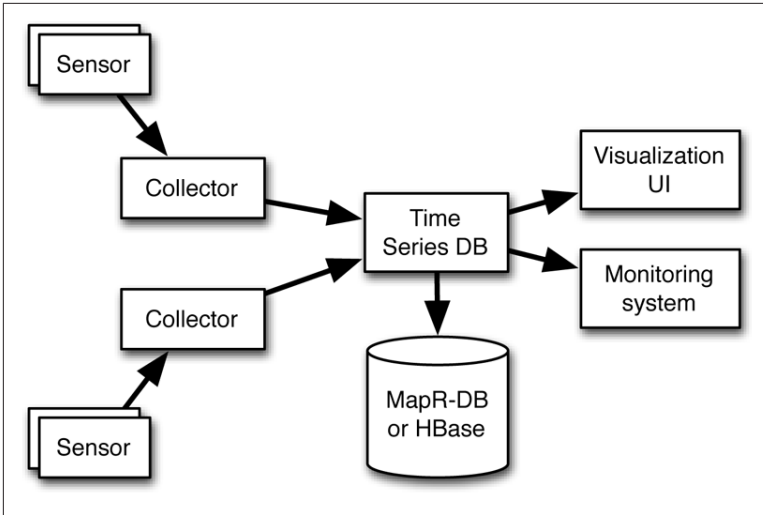 Sensor
Collector
Time
Series DB
Visualization
UI
Monitoring
system
Collector
MapR-DB
or HBase
Sensor